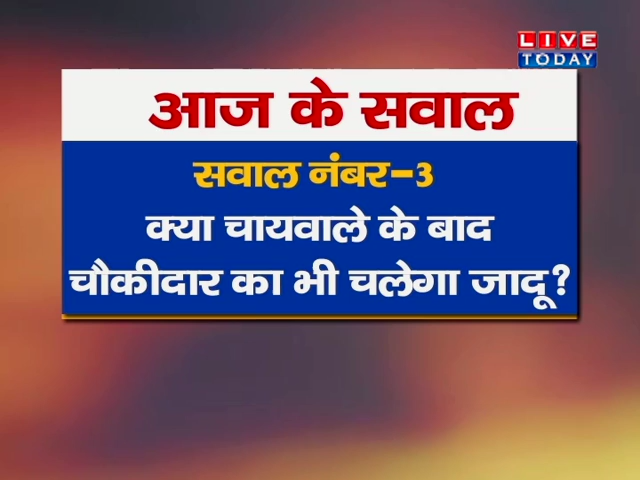 LIVE
TODAY
आज के सवाल
सवाल नंबर-3
क्या चायवाले के बाद
चौकीदार का भी चलेगा जादू?